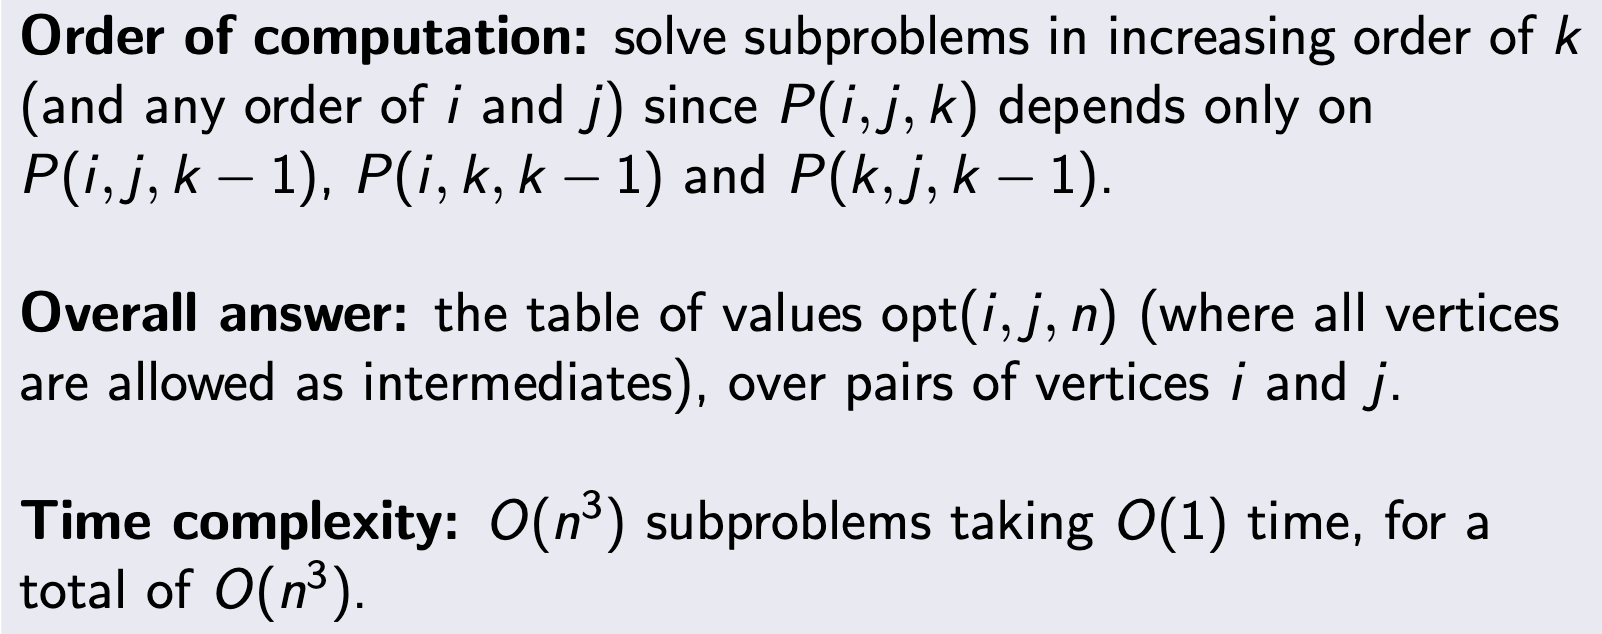 Order of computation: solve subproblems in increasing order of k
(and any order of i and j) since P(i, j, k) depends only on
P(i, j, k − 1), P(i, k, k − 1) and P(k, j, k − 1).
Overall answer: the table of values opt(i, j, n) (where all vertices
are allowed as intermediates), over pairs of vertices i and j.
Time complexity: O(n³) subproblems taking O(1) time, for a
total of O(n³).